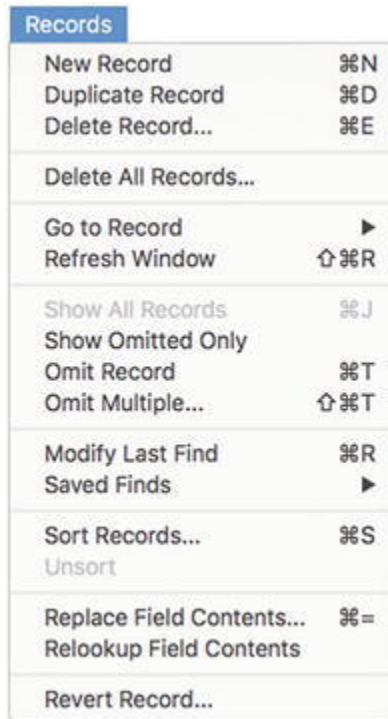 Records
New Record ⌘N
Duplicate Record ⌘D
Delete Record... ⌘E
Delete All Records...
Go to Record ▶
Refresh Window ⇧⌘R
Show All Records ⌘J
Show Omitted Only
Omit Record ⌘T
Omit Multiple... ⇧⌘T
Modify Last Find ⌘R
Saved Finds ▶
Sort Records... ⌘S
Unsort
Replace Field Contents... ⌘=
Relookup Field Contents
Revert Record...